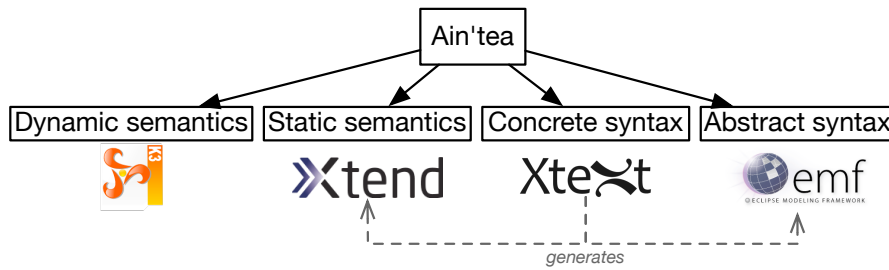 Ain'tea
Dynamic semantics
Static semantics
Concrete syntax
Abstract syntax
K3
Xtend
Xtext
emf
@ECLIPSE MODELING FRAMEWORK
generates